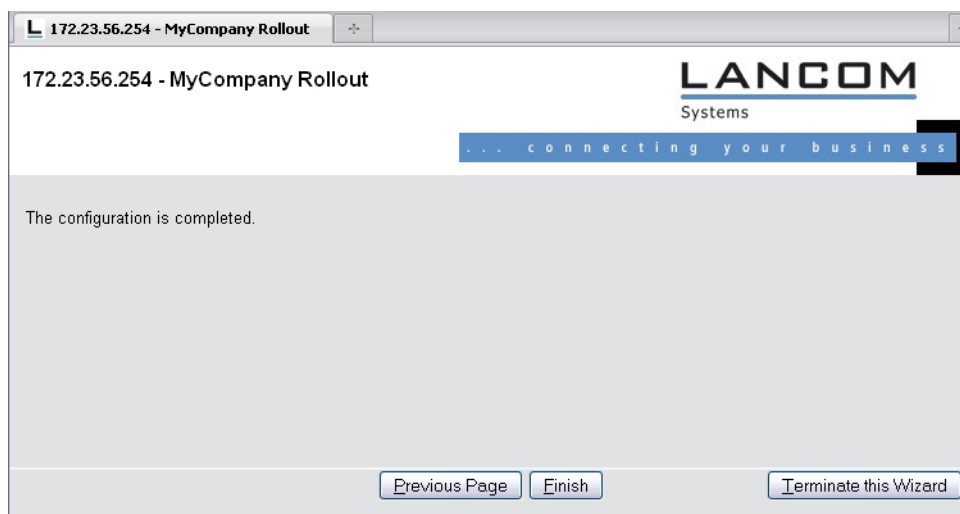 172.23.56.254 - MyCompany Rollout
172.23.56.254 - MyCompany Rollout
LANCOM
Systems
... connecting your business
The configuration is completed.
Previous Page
Finish
Terminate this Wizard